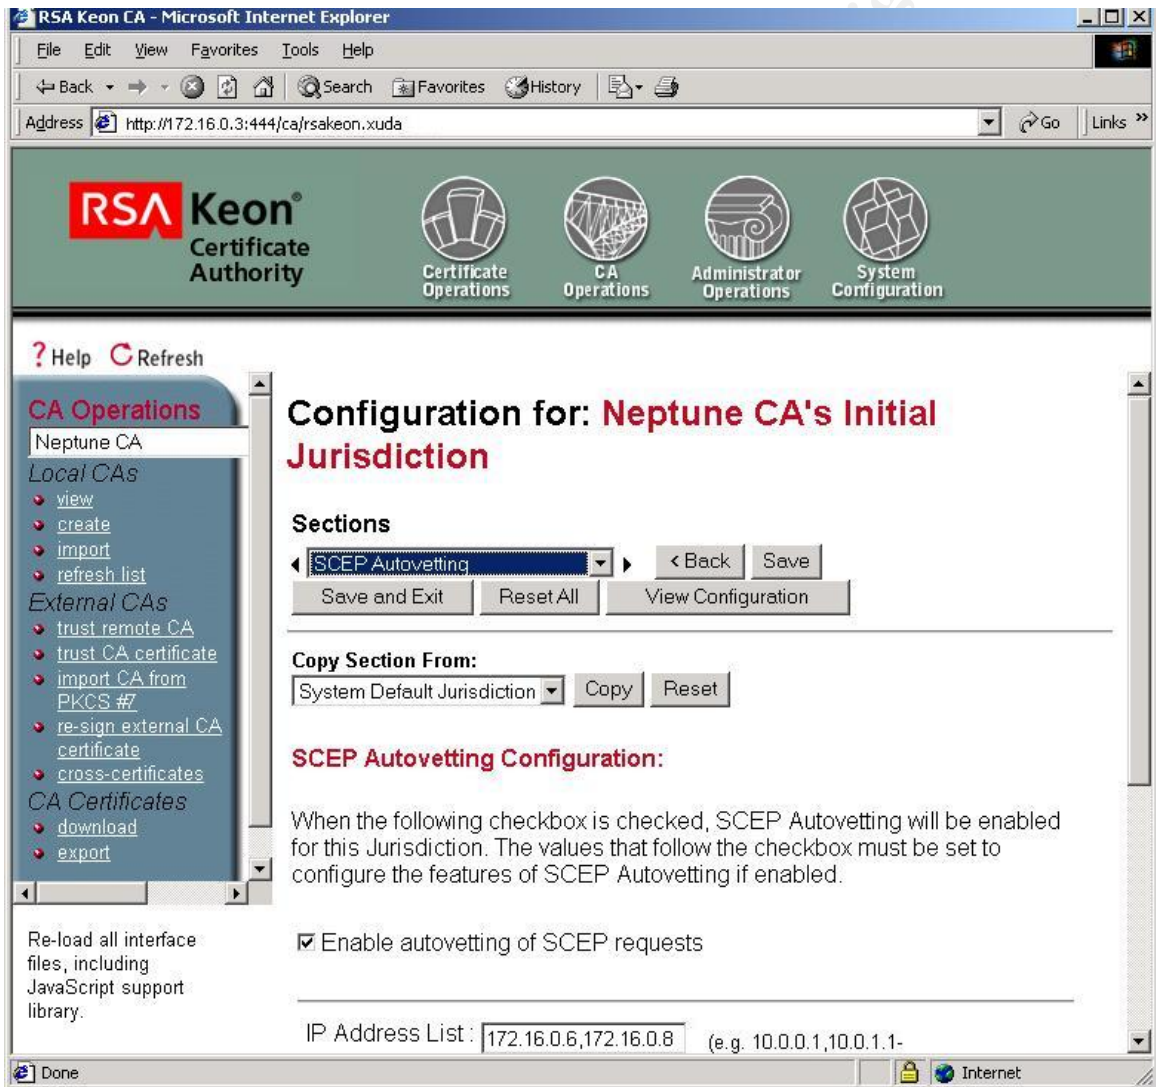 RSA Keon CA - Microsoft Internet Explorer
File Edit View Favorites Tools Help
Back Search Favorites History
Address http://172.16.0.3:444/ca/rsakeon.xuda Go Links »
RSA Keon®
Certificate
Authority
Certificate
Operations
CA
Operations
Administrator
Operations
System
Configuration
? Help Refresh
CA Operations
Neptune CA
Local CAs
view
create
import
refresh list
External CAs
trust remote CA
trust CA certificate
import CA from
PKCS #7
re-sign external CA
certificate
cross-certificates
CA Certificates
download
export
Re-load all interface
files, including
JavaScript support
library.
Configuration for: Neptune CA's Initial
Jurisdiction
Sections
SCEP Autovetting < Back Save
Save and Exit Reset All View Configuration
Copy Section From:
System Default Jurisdiction Copy Reset
SCEP Autovetting Configuration:
When the following checkbox is checked, SCEP Autovetting will be enabled
for this Jurisdiction. The values that follow the checkbox must be set to
configure the features of SCEP Autovetting if enabled.
Enable autovetting of SCEP requests
IP Address List : 172.16.0.6,172.16.0.8 (e.g. 10.0.0.1,10.0.1.1-
Done Internet